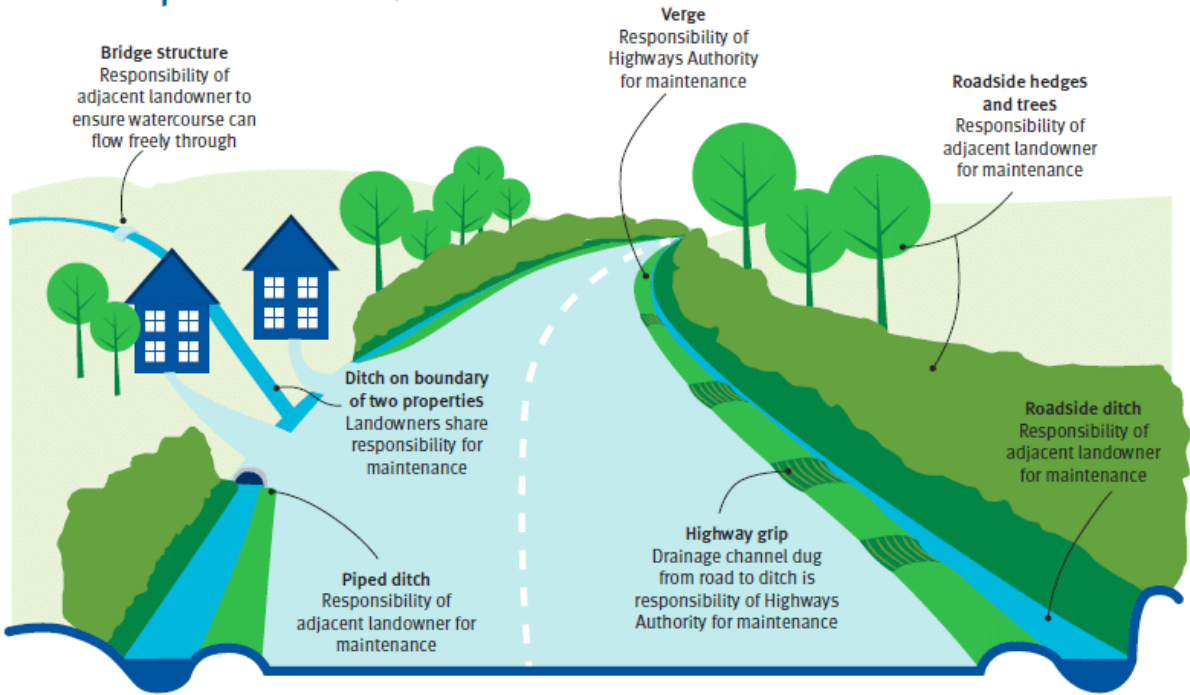 Bridge structure
Responsibility of
adjacent landowner to
ensure watercourse can
flow freely through
Verge
Responsibility of
Highways Authority
for maintenance
Roadside hedges
and trees
Responsibility of
adjacent landowner
for maintenance
Ditch on boundary
of two properties
Landowners share
responsibility for
maintenance
Roadside ditch
Responsibility of
adjacent landowner
for maintenance
Piped ditch
Responsibility of
adjacent landowner for
maintenance
Highway grip
Drainage channel dug
from road to ditch is
responsibility of Highways
Authority for maintenance